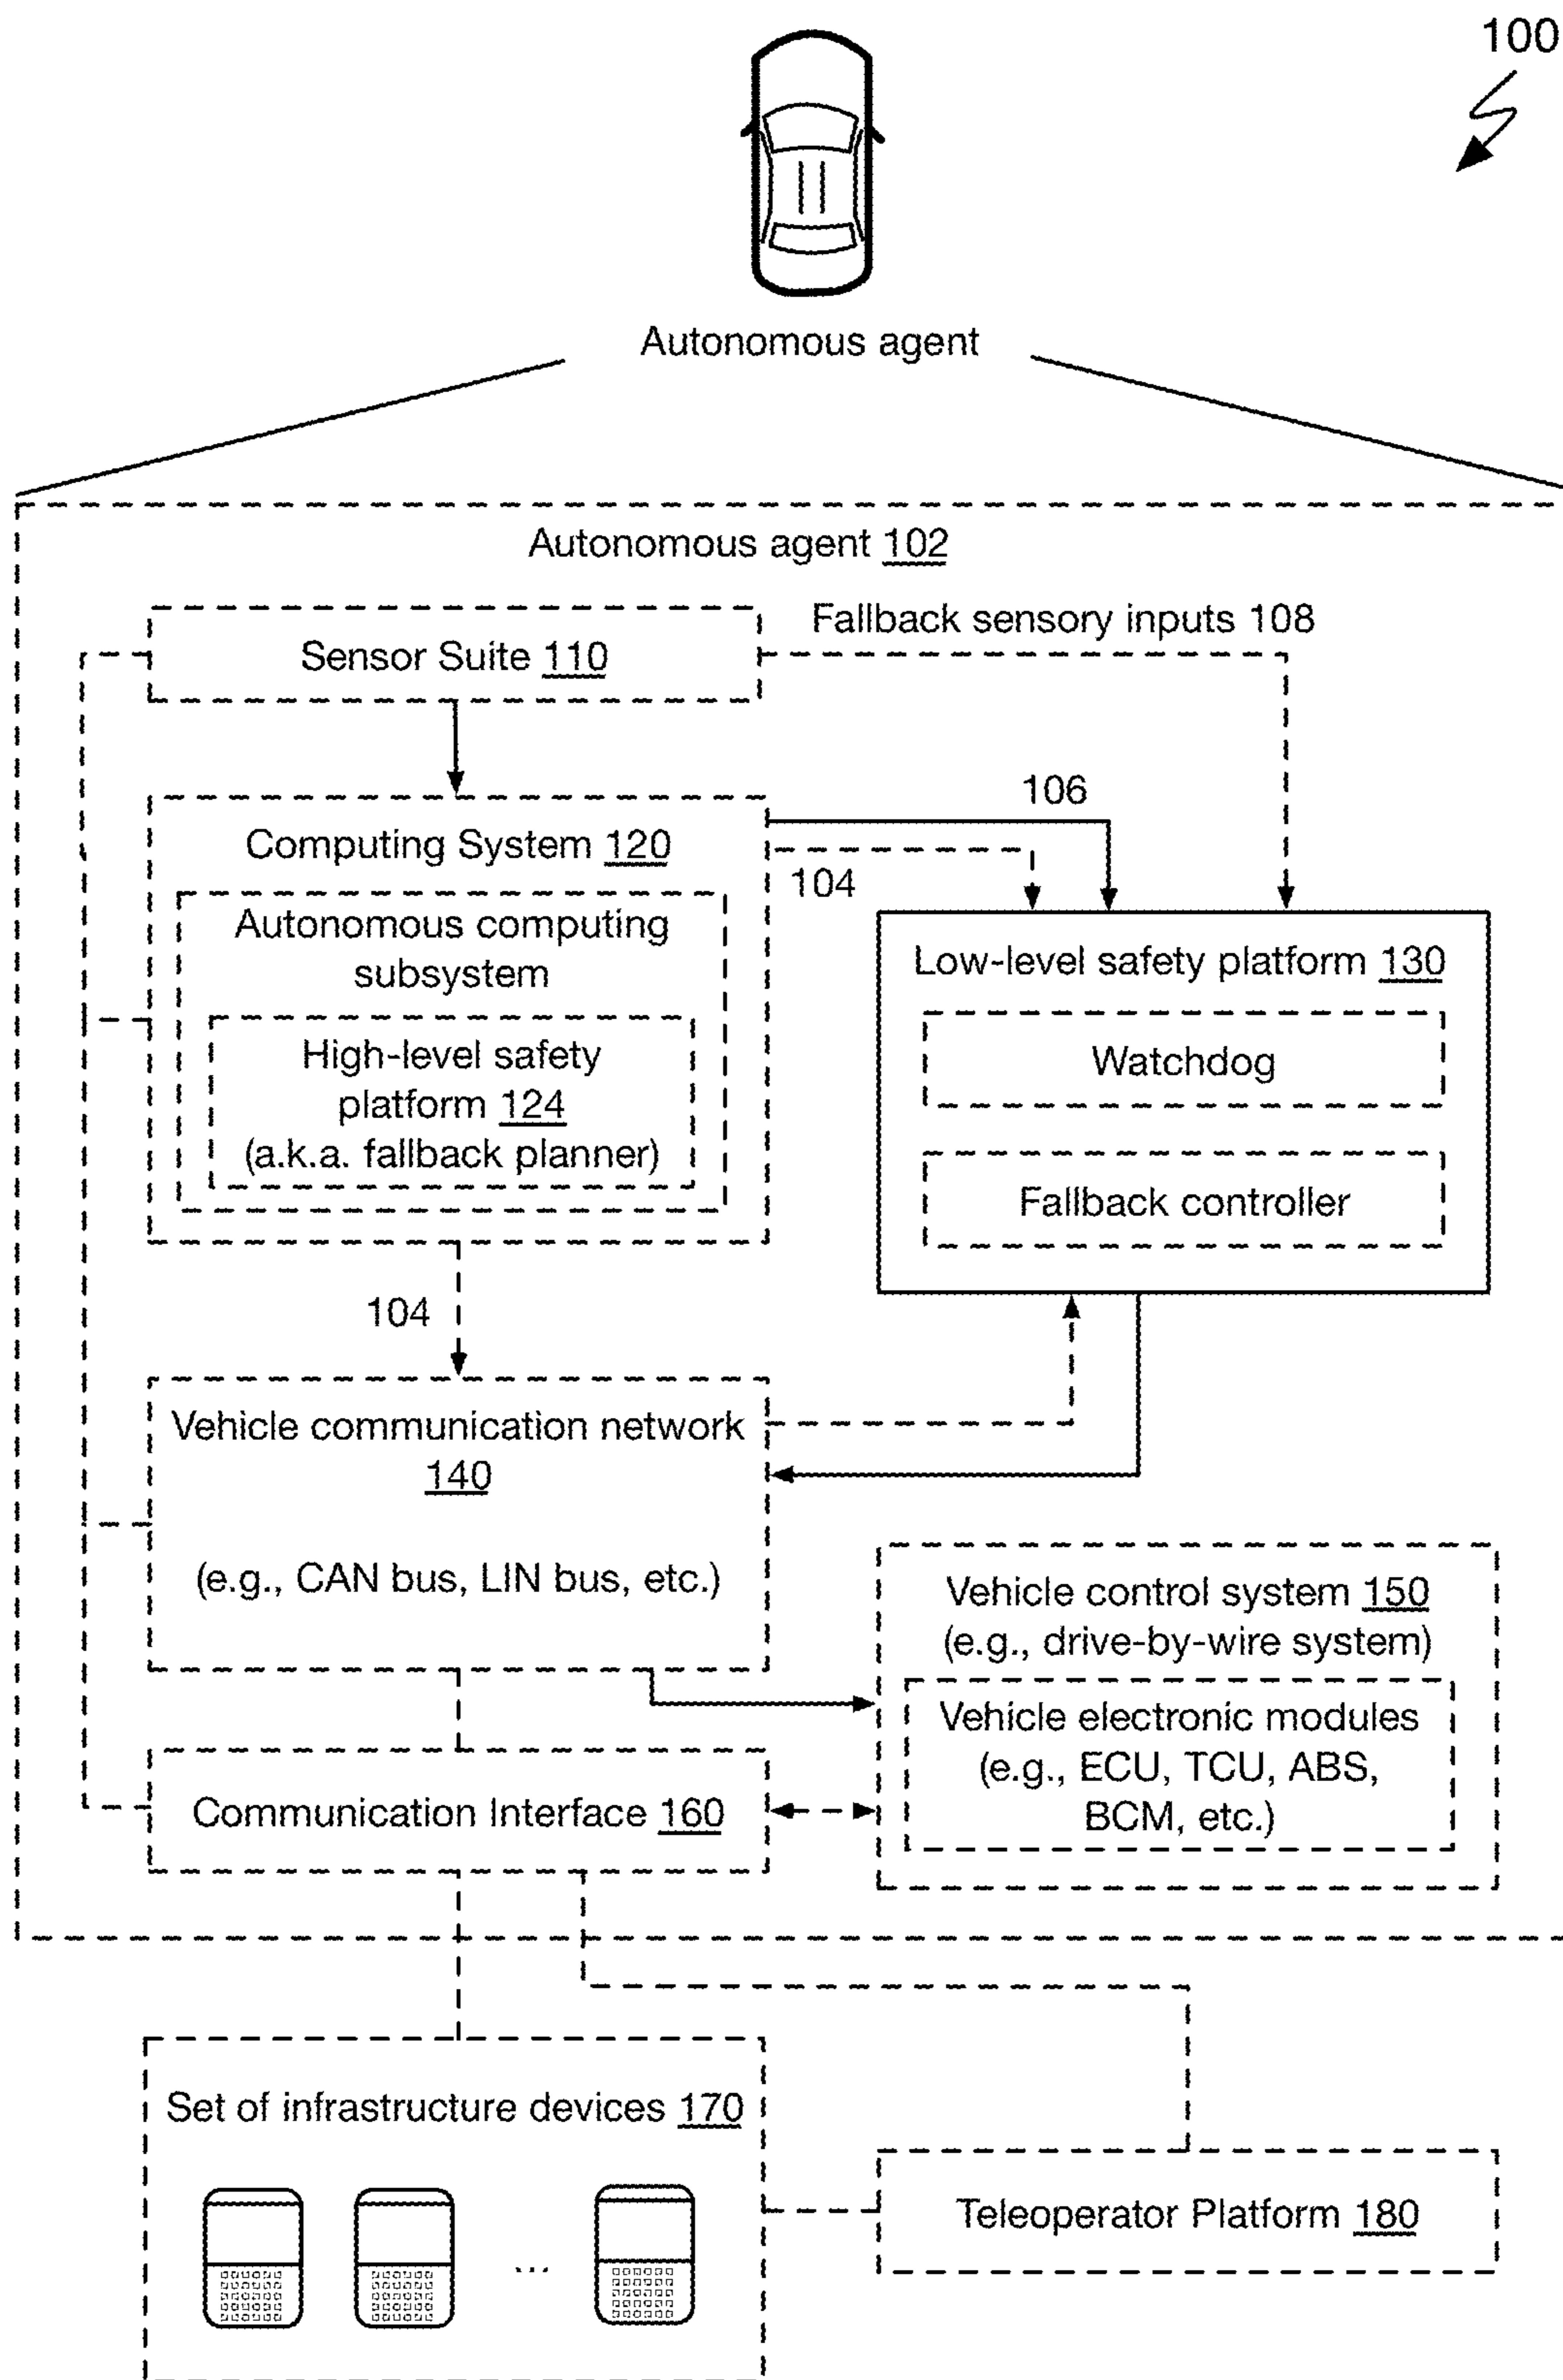 100
Autonomous agent
Autonomous agent 102
Sensor Suite 110
Fallback sensory inputs 108
106
Computing System 120
104
Autonomous computing
subsystem
High-level safety
platform 124
(a.k.a. fallback planner)
Low-level safety platform 130
Watchdog
Fallback controller
104
Vehicle communication network
140
(e.g., CAN bus, LIN bus, etc.)
Vehicle control system 150
(e.g., drive-by-wire system)
Vehicle electronic modules
(e.g., ECU, TCU, ABS,
BCM, etc.)
Communication Interface 160
Set of infrastructure devices 170
...
Teleoperator Platform 180